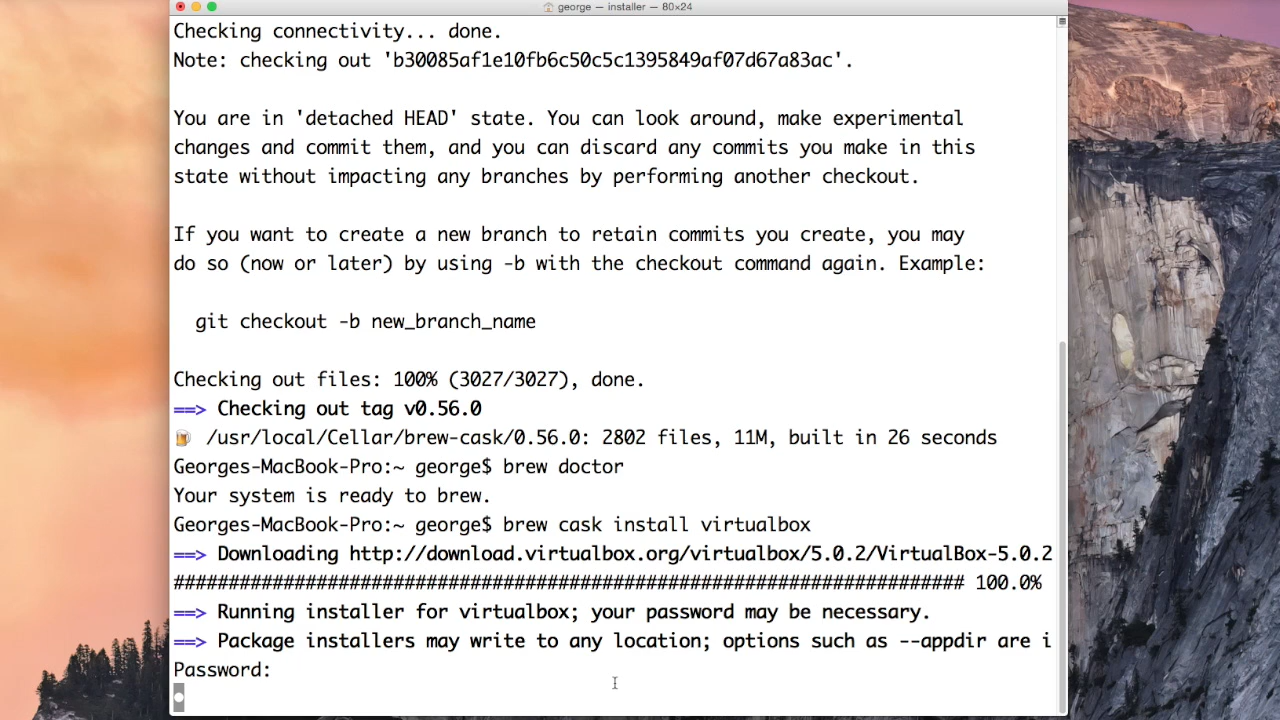 george — installer — 80×24
Checking connectivity... done.
Note: checking out 'b30085af1e10fb6c50c5c1395849af07d67a83ac'.
You are in 'detached HEAD' state. You can look around, make experimental
changes and commit them, and you can discard any commits you make in this
state without impacting any branches by performing another checkout.
If you want to create a new branch to retain commits you create, you may
do so (now or later) by using -b with the checkout command again. Example:
git checkout -b new_branch_name
Checking out files: 100% (3027/3027), done.
==> Checking out tag v0.56.0
/usr/local/Cellar/brew-cask/0.56.0: 2802 files, 11M, built in 26 seconds
Georges-MacBook-Pro:~ george$ brew doctor
Your system is ready to brew.
Georges-MacBook-Pro:~ george$ brew cask install virtualbox
==> Downloading http://download.virtualbox.org/virtualbox/5.0.2/VirtualBox-5.0.2
######################################################################## 100.0%
==> Running installer for virtualbox; your password may be necessary.
==> Package installers may write to any location; options such as --appdir are i
Password: